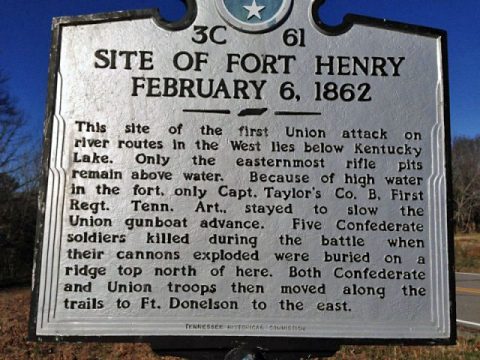 3C 61
SITE OF FORT HENRY
FEBRUARY 6, 1862
This site of the first Union attack on
river routes in the West lies below Kentucky
Lake. Only the easternmost rifle pits
remain above water. Because of high water
in the fort, only Capt. Taylor's Co. B, First
Regt. Tenn. Art., stayed to slow the
Union gunboat advance. Five Confederate
soldiers killed during the battle when
their cannons exploded were buried on a
ridge top north of here. Both Confederate
and Union troops then moved along the
trails to Ft. Donelson to the east.
TENNESSEE HISTORICAL COMMISSION